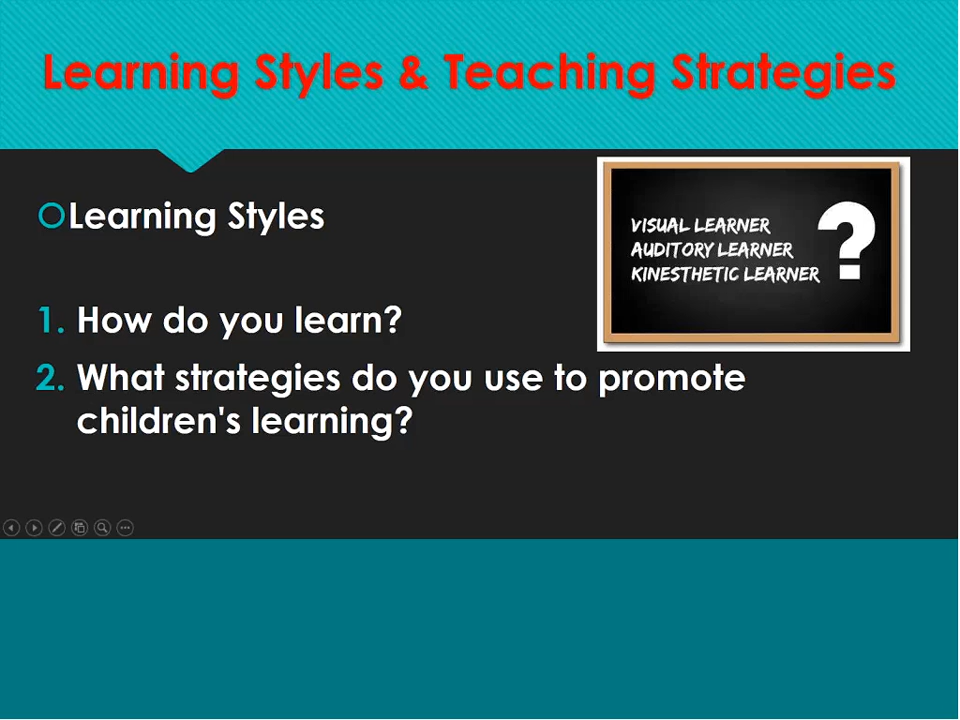 Learning Styles & Teaching Strategies
Learning Styles
VISUAL LEARNER
AUDITORY LEARNER
KINESTHETIC LEARNER
?
1. How do you learn?
2. What strategies do you use to promote
children's learning?